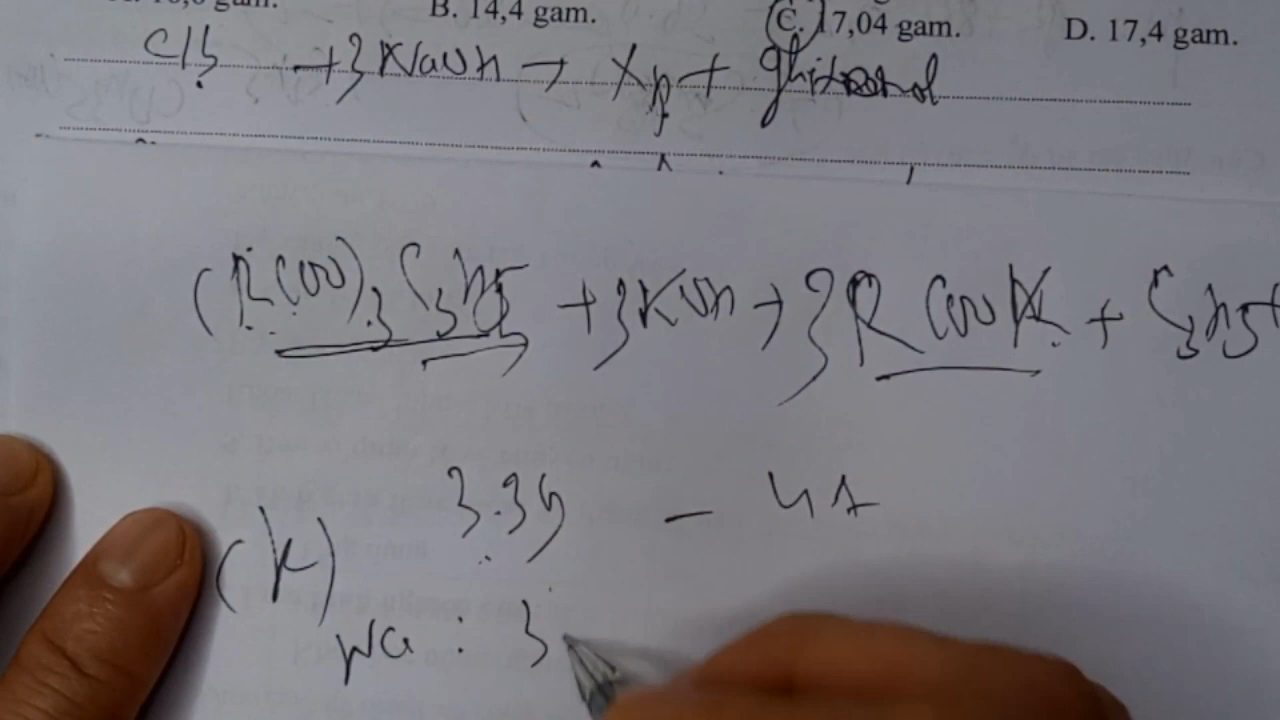 B. 14,4 gam. C. 17,04 gam. D. 17,4 gam.
CB + 3NaOH → Xp + glixerol
(RCOO)3C3H5 + 3KOH → 3RCOOK + C3H5
(K) 3.39 - 41
Na : 3